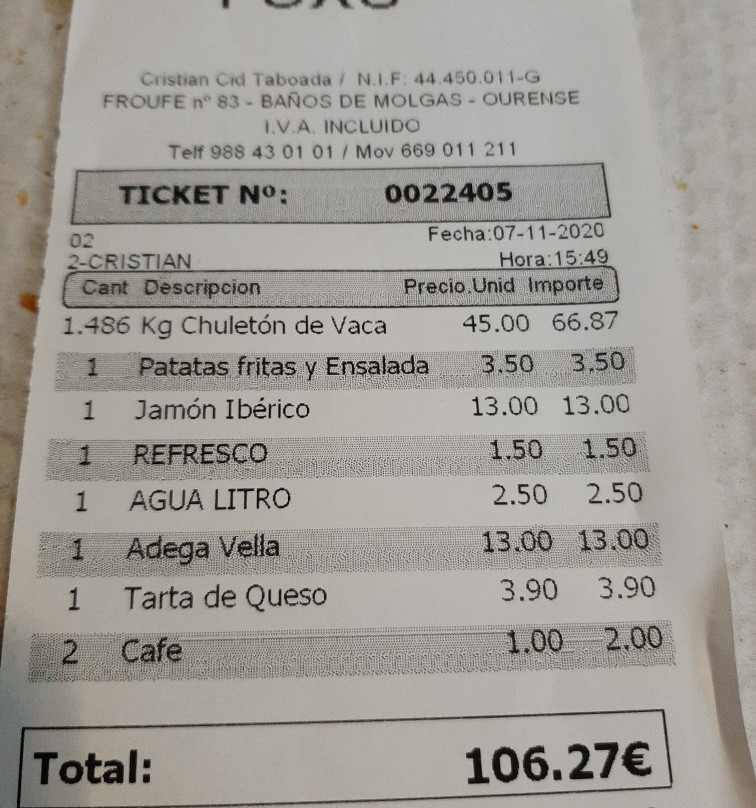 Cristian Cid Taboada / N.I.F: 44.450.011-G
FROUFE nº 83 - BAÑOS DE MOLGAS - OURENSE
I.V.A. INCLUIDO
Telf 988 43 01 01 / Mov 669 011 211
TICKET Nº: 0022405
02 Fecha:07-11-2020
2-CRISTIAN Hora:15:49
Cant Descripcion Precio.Unid Importe
1.486 Kg Chuletón de Vaca 45.00 66.87
1 Patatas fritas y Ensalada 3.50 3.50
1 Jamón Ibérico 13.00 13.00
1 REFRESCO 1.50 1.50
1 AGUA LITRO 2.50 2.50
1 Adega Vella 13.00 13.00
1 Tarta de Queso 3.90 3.90
2 Cafe 1.00 2.00
Total: 106.27€